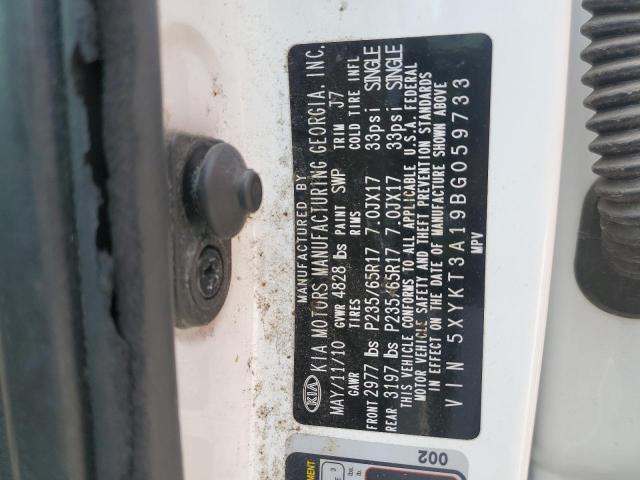 KIA
MANUFACTURED BY
KIA MOTORS MANUFACTURING GEORGIA, INC.
MAY/11/10 GVWR 4828 lbs PAINT SWP TRIM J7
GAWR TIRES RIMS COLD TIRE INFL
FRONT 2977 lbs P235/65R17 7.0JX17 33psi SINGLE
REAR 3197 lbs P235/65R17 7.0JX17 33psi SINGLE
THIS VEHICLE CONFORMS TO ALL APPLICABLE U.S.A. FEDERAL
MOTOR VEHICLE SAFETY AND THEFT PREVENTION STANDARDS
IN EFFECT ON THE DATE OF MANUFACTURE SHOWN ABOVE
VIN 5XYKT3A19BG059733
MPV
002